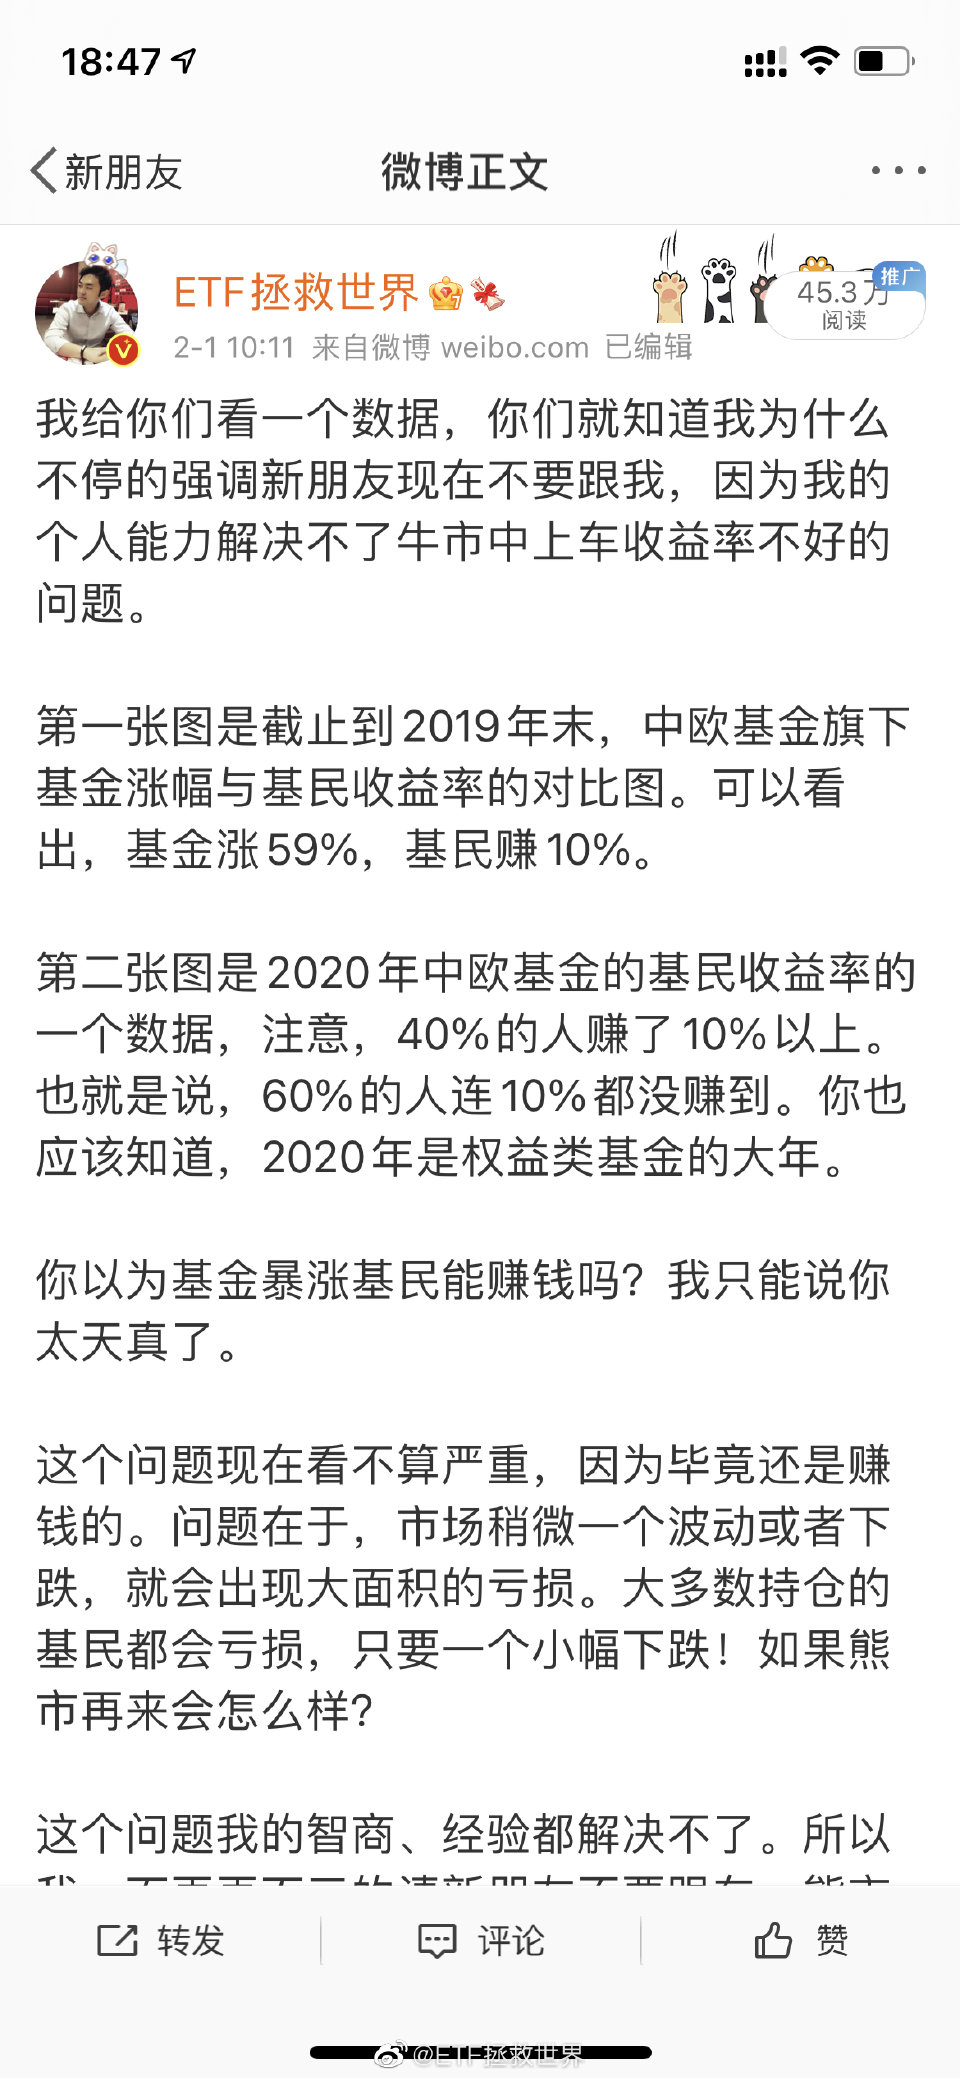 18:47
新朋友
微博正文
ETF拯救世界
推广
45.3万
阅读
2-1 10:11 来自微博 weibo.com 已编辑
我给你们看一个数据，你们就知道我为什么
不停的强调新朋友现在不要跟我，因为我的
个人能力解决不了牛市中上车收益率不好的
问题。
第一张图是截止到2019年末，中欧基金旗下
基金涨幅与基民收益率的对比图。可以看
出，基金涨59%，基民赚10%。
第二张图是2020年中欧基金的基民收益率的
一个数据，注意，40%的人赚了10%以上。
也就是说，60%的人连10%都没赚到。你也
应该知道，2020年是权益类基金的大年。
你以为基金暴涨基民能赚钱吗？我只能说你
太天真了。
这个问题现在看不算严重，因为毕竟还是赚
钱的。问题在于，市场稍微一个波动或者下
跌，就会出现大面积的亏损。大多数持仓的
基民都会亏损，只要一个小幅下跌！如果熊
市再来会怎么样？
这个问题我的智商、经验都解决不了。所以
转发
评论
赞
@ETF拯救世界